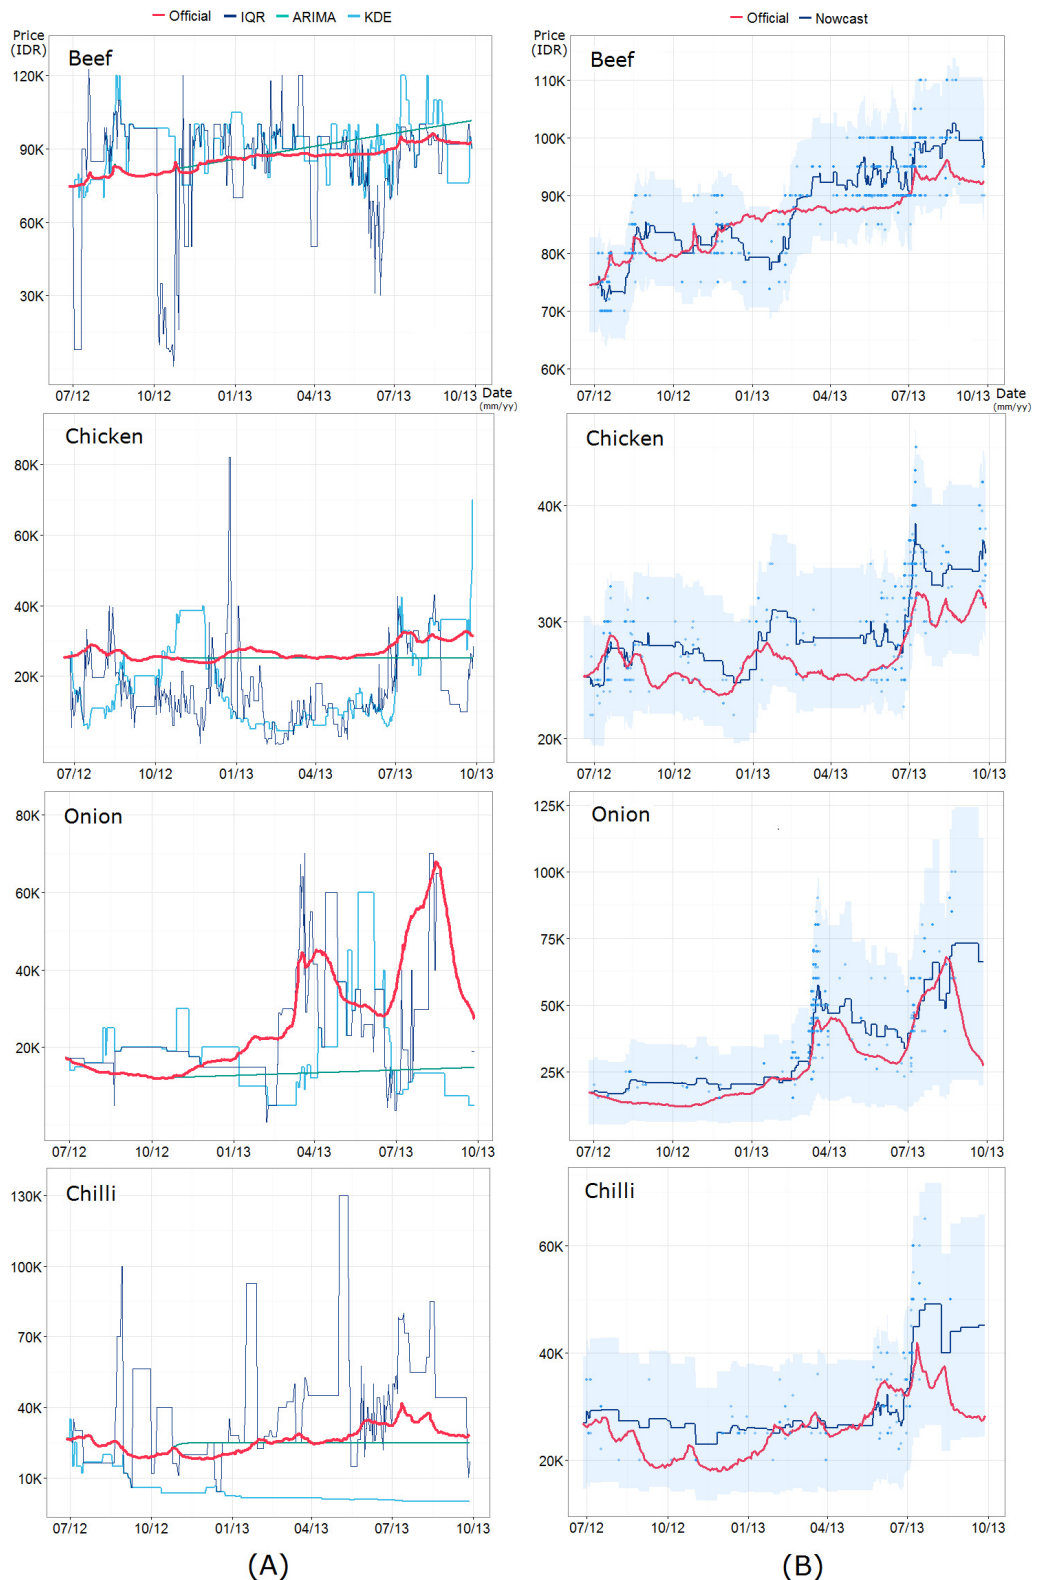 Official IQR ARIMA KDE
Official Nowcast
Price
(IDR)
Beef
120K
90K
60K
30K
07/12 10/12 01/13 04/13 07/13 10/13
Date
(mm/yy)
Price
(IDR)
Beef
110K
100K
90K
80K
70K
60K
07/12 10/12 01/13 04/13 07/13 10/13
Date
(mm/yy)
Chicken
80K
60K
40K
20K
07/12 10/12 01/13 04/13 07/13 10/13
Chicken
40K
30K
20K
07/12 10/12 01/13 04/13 07/13 10/13
Onion
80K
60K
40K
20K
07/12 10/12 01/13 04/13 07/13 10/13
Onion
125K
100K
75K
50K
25K
07/12 10/12 01/13 04/13 07/13 10/13
Chilli
130K
100K
70K
40K
10K
07/12 10/12 01/13 04/13 07/13 10/13
Chilli
60K
40K
20K
07/12 10/12 01/13 04/13 07/13 10/13
(A)
(B)